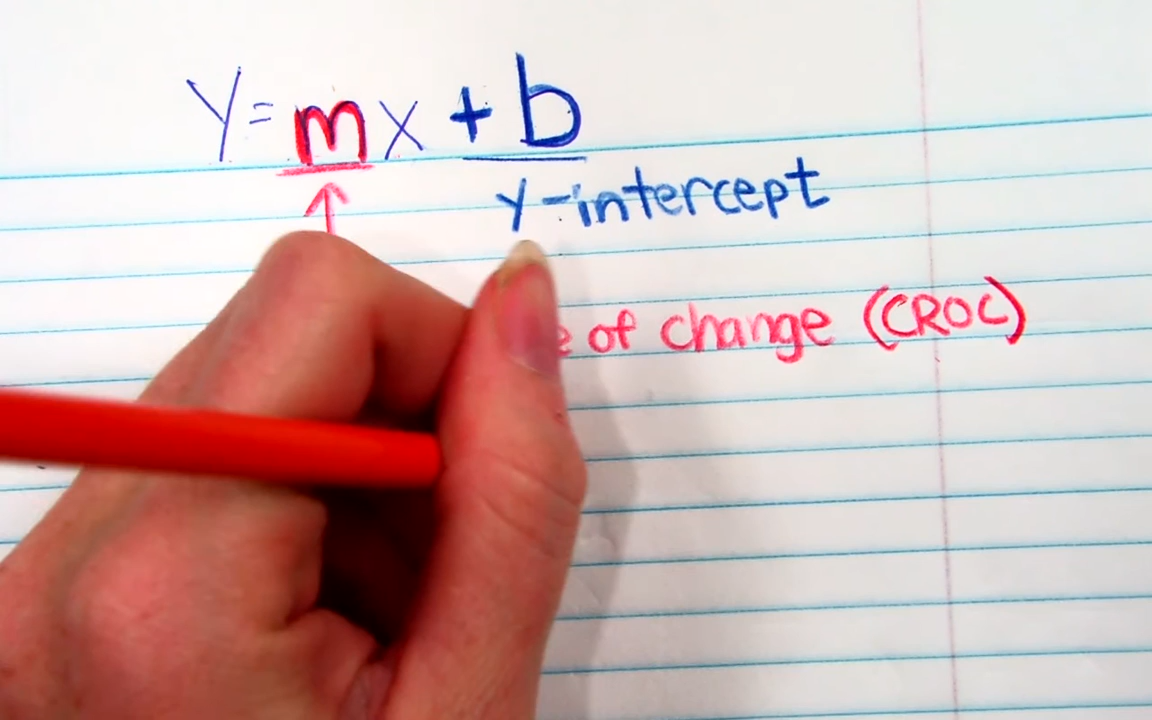 y = mx + b
y-intercept
of change (CROC)